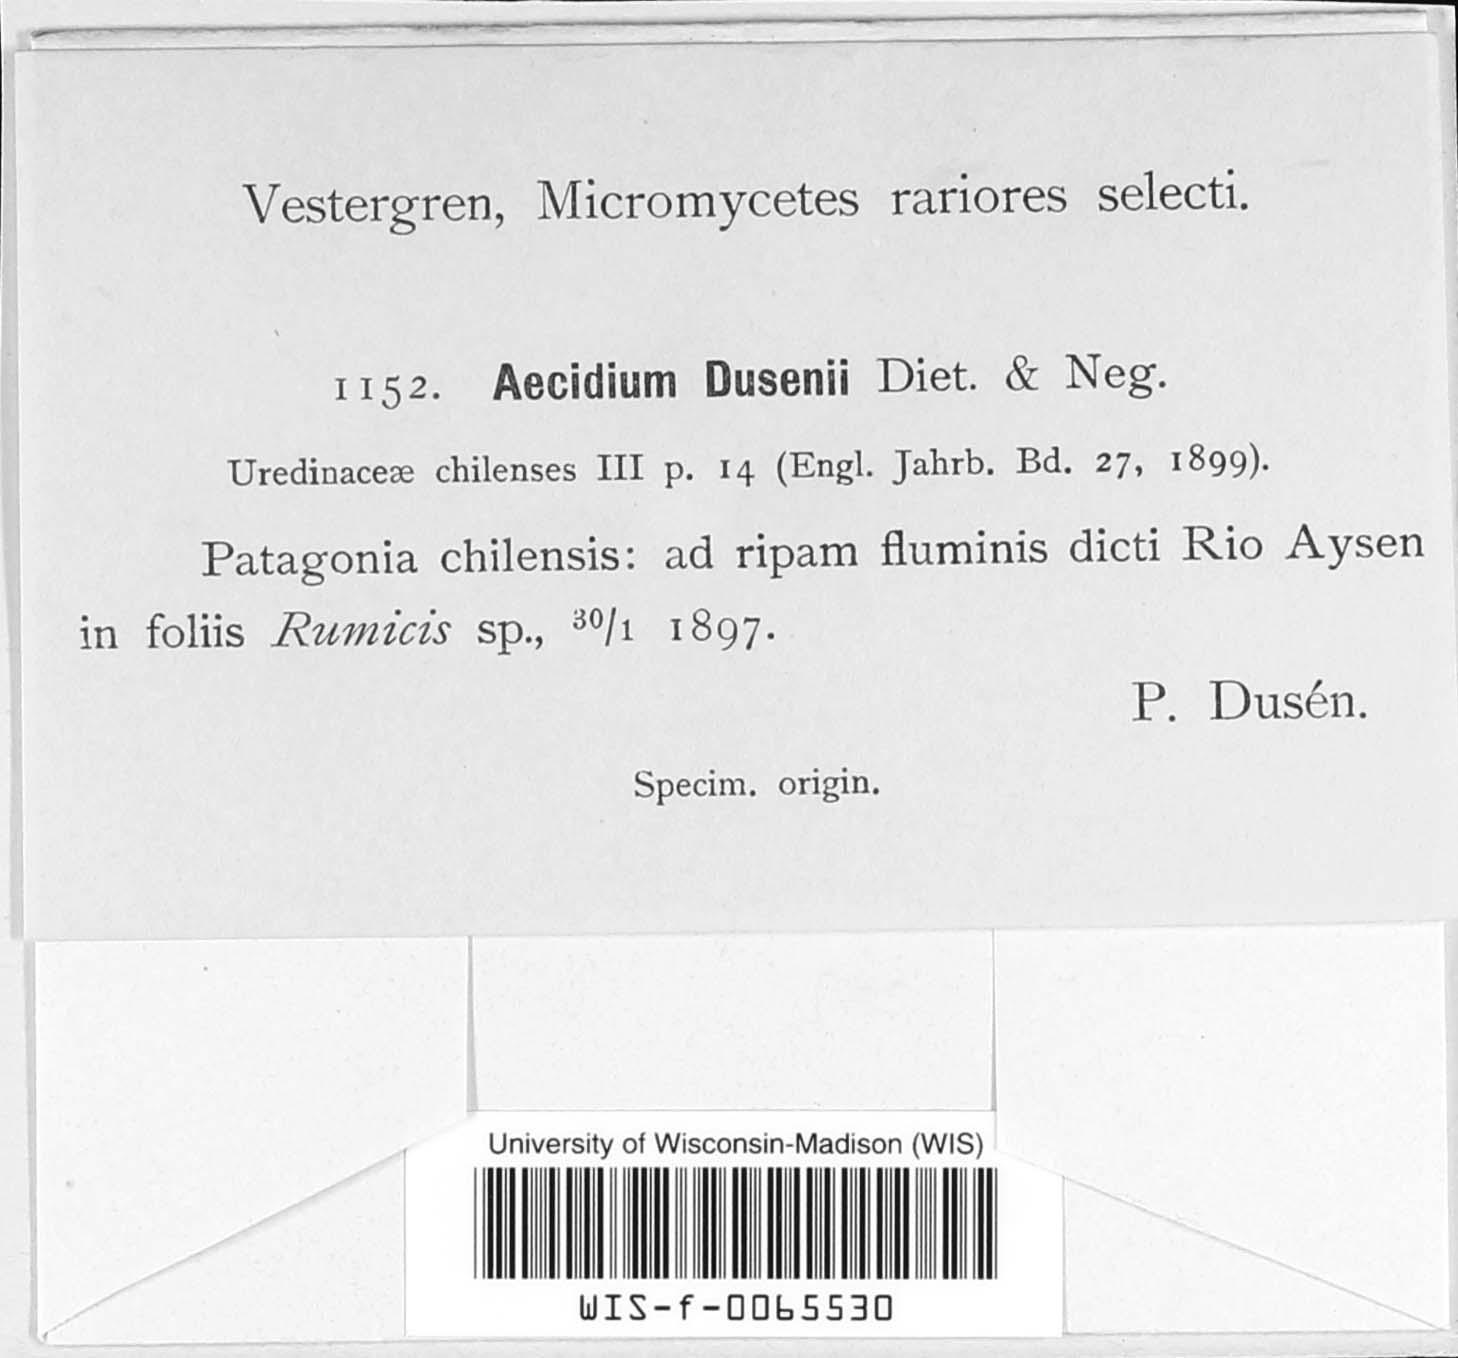 Vestergren, Micromycetes rariores selecti.
1152. Aecidium Dusenii Diet. & Neg.
Uredinaceæ chilenses III p. 14 (Engl. Jahrb. Bd. 27, 1899).
Patagonia chilensis: ad ripam fluminis dicti Rio Aysen
in foliis Rumicis sp., 30/1 1897.
P. Dusén.
Specim. origin.
University of Wisconsin-Madison (WIS)
WIS-f-0065530